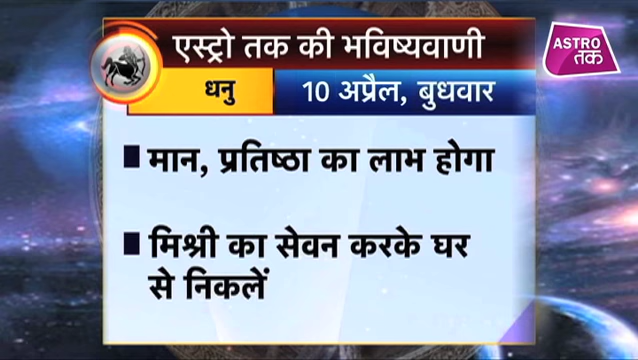 एस्ट्रो तक की भविष्यवाणी
ASTRO
तक
धनु
10 अप्रैल, बुधवार
मान, प्रतिष्ठा का लाभ होगा
मिश्री का सेवन करके घर
से निकलें